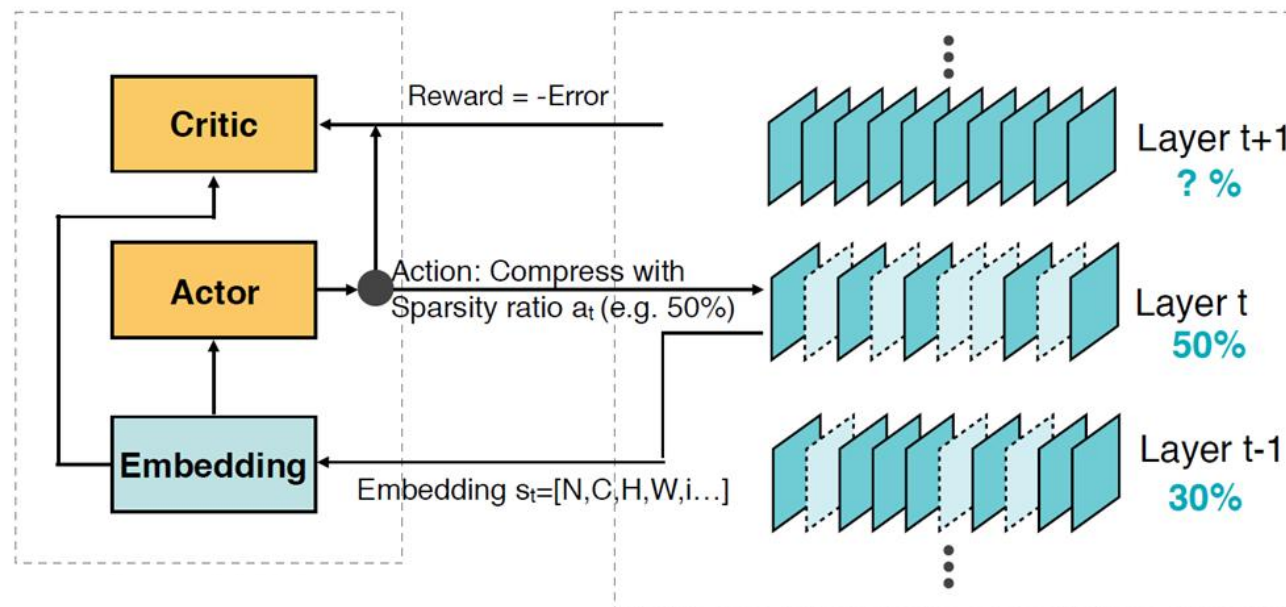 Critic
Actor
Embedding
Reward = -Error
Action: Compress with
Sparsity ratio aₜ (e.g. 50%)
Embedding sₜ=[N,C,H,W,i...]
Layer t+1
? %
Layer t
50%
Layer t-1
30%